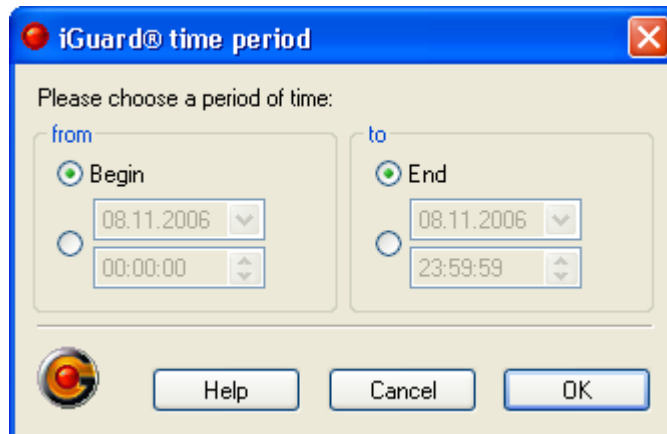 iGuard® time period
Please choose a period of time:
from
Begin
08.11.2006
00:00:00
to
End
08.11.2006
23:59:59
Help
Cancel
OK